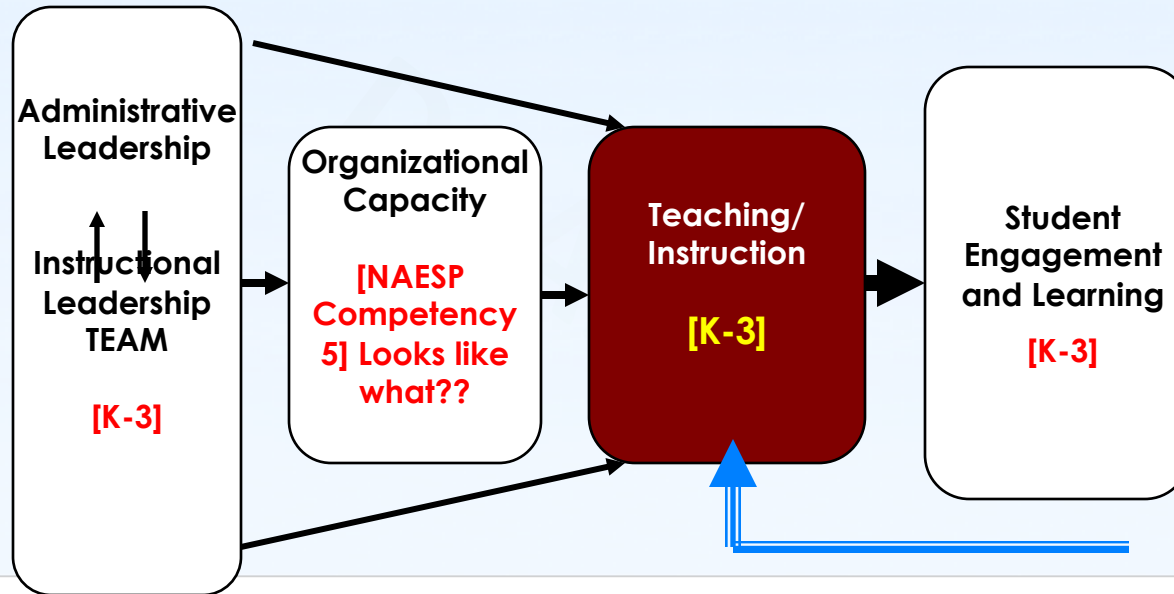 Administrative
Leadership
Instructional
Leadership
TEAM
[K-3]
Organizational
Capacity
[NAESP
Competency
5] Looks like
what??
Teaching/
Instruction
[K-3]
Student
Engagement
and Learning
[K-3]